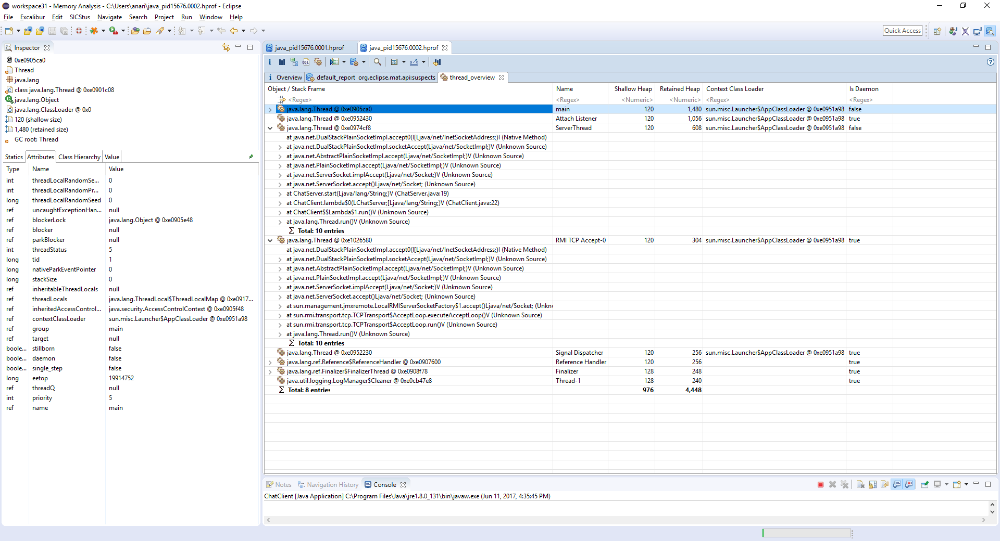 workspace31 - Memory Analysis - C:\Users\anari\java_pid15676.0002.hprof - Eclipse
File Excalibur Edit SICStus Navigate Search Project Run Window Help
Quick Access
Inspector
@ 0xe0905ca0
Thread
java.lang
class java.lang.Thread @ 0xe0901c08
java.lang.Object
java.lang.ClassLoader @ 0x0
120 (shallow size)
1,480 (retained size)
GC root: Thread
Statics Attributes Class Hierarchy Value
Type Name Value
int threadLocalRandomSe... 0
int threadLocalRandomPr... 0
long threadLocalRandomSeed 0
ref uncaughtExceptionHan... null
ref blockerLock java.lang.Object @ 0xe0905e48
ref blocker null
ref parkBlocker null
int threadStatus 5
long tid 1
long nativeParkEventPointer 0
long stackSize 0
ref inheritableThreadLocals null
ref threadLocals java.lang.ThreadLocal$ThreadLocalMap @ 0xe0917...
ref inheritedAccessControl... java.security.AccessControlContext @ 0xe0905f48
ref contextClassLoader sun.misc.Launcher$AppClassLoader @ 0xe0951a98
ref group main
ref target null
boole... stillborn false
boole... daemon false
boole... single_step false
long eetop 19914752
ref threadQ null
int priority 5
ref name main
java_pid15676.0001.hprof java_pid15676.0002.hprof
Overview default_report org.eclipse.mat.api:suspects thread_overview
Object / Stack Frame Name Shallow Heap Retained Heap Context Class Loader Is Daemon
<Regex> <Regex> <Numeric> <Numeric> <Regex> <Regex>
java.lang.Thread @ 0xe0905ca0 main 120 1,480 sun.misc.Launcher$AppClassLoader @ 0xe0951a98 false
java.lang.Thread @ 0xe0952430 Attach Listener 120 1,056 sun.misc.Launcher$AppClassLoader @ 0xe0951a98 true
java.lang.Thread @ 0xe0974cf8 ServerThread 120 608 sun.misc.Launcher$AppClassLoader @ 0xe0951a98 false
at java.net.DualStackPlainSocketImpl.accept0(I[Ljava/net/InetSocketAddress;)I (Native Method)
at java.net.DualStackPlainSocketImpl.socketAccept(Ljava/net/SocketImpl;)V (Unknown Source)
at java.net.AbstractPlainSocketImpl.accept(Ljava/net/SocketImpl;)V (Unknown Source)
at java.net.PlainSocketImpl.accept(Ljava/net/SocketImpl;)V (Unknown Source)
at java.net.ServerSocket.implAccept(Ljava/net/Socket;)V (Unknown Source)
at java.net.ServerSocket.accept()Ljava/net/Socket; (Unknown Source)
at ChatServer.start(Ljava/lang/String;)V (ChatServer.java:19)
at ChatClient.lambda$0(LChatServer;[Ljava/lang/String;)V (ChatClient.java:22)
at ChatClient$$Lambda$1.run()V (Unknown Source)
at java.lang.Thread.run()V (Unknown Source)
Σ Total: 10 entries
java.lang.Thread @ 0xe1026580 RMI TCP Accept-0 120 304 sun.misc.Launcher$AppClassLoader @ 0xe0951a98 true
at java.net.DualStackPlainSocketImpl.accept0(I[Ljava/net/InetSocketAddress;)I (Native Method)
at java.net.DualStackPlainSocketImpl.socketAccept(Ljava/net/SocketImpl;)V (Unknown Source)
at java.net.AbstractPlainSocketImpl.accept(Ljava/net/SocketImpl;)V (Unknown Source)
at java.net.PlainSocketImpl.accept(Ljava/net/SocketImpl;)V (Unknown Source)
at java.net.ServerSocket.implAccept(Ljava/net/Socket;)V (Unknown Source)
at java.net.ServerSocket.accept()Ljava/net/Socket; (Unknown Source)
at sun.management.jmxremote.LocalRMIServerSocketFactory$1.accept()Ljava/net/Socket; (Unkn
at sun.rmi.transport.tcp.TCPTransport$AcceptLoop.executeAcceptLoop()V (Unknown Source)
at sun.rmi.transport.tcp.TCPTransport$AcceptLoop.run()V (Unknown Source)
at java.lang.Thread.run()V (Unknown Source)
Σ Total: 10 entries
java.lang.Thread @ 0xe0952230 Signal Dispatcher 120 256 sun.misc.Launcher$AppClassLoader @ 0xe0951a98 true
java.lang.ref.Reference$ReferenceHandler @ 0xe0907600 Reference Handler 120 256 true
java.lang.ref.Finalizer$FinalizerThread @ 0xe0908f78 Finalizer 128 248 true
java.util.logging.LogManager$Cleaner @ 0xe0cb47e8 Thread-1 128 240 true
Σ Total: 8 entries 976 4,448
Notes Navigation History Console
ChatClient [Java Application] C:\Program Files\Java\jre1.8.0_131\bin\javaw.exe (Jun 11, 2017, 4:35:45 PM)